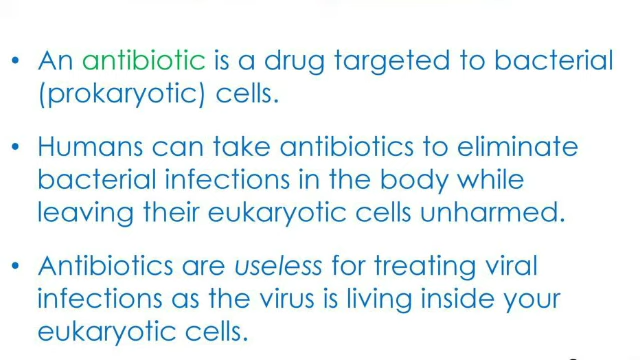 • An antibiotic is a drug targeted to bacterial
(prokaryotic) cells.
• Humans can take antibiotics to eliminate
bacterial infections in the body while
leaving their eukaryotic cells unharmed.
• Antibiotics are useless for treating viral
infections as the virus is living inside your
eukaryotic cells.